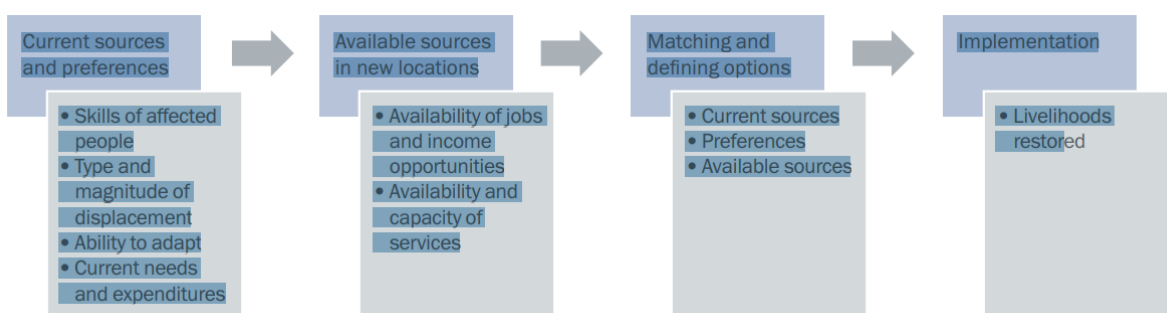 Current sources
and preferences
• Skills of affected
people
• Type and
magnitude of
displacement
• Ability to adapt
• Current needs
and expenditures
Available sources
in new locations
• Availability of jobs
and income
opportunities
• Availability and
capacity of
services
Matching and
defining options
• Current sources
• Preferences
• Available sources
Implementation
• Livelihoods
restored